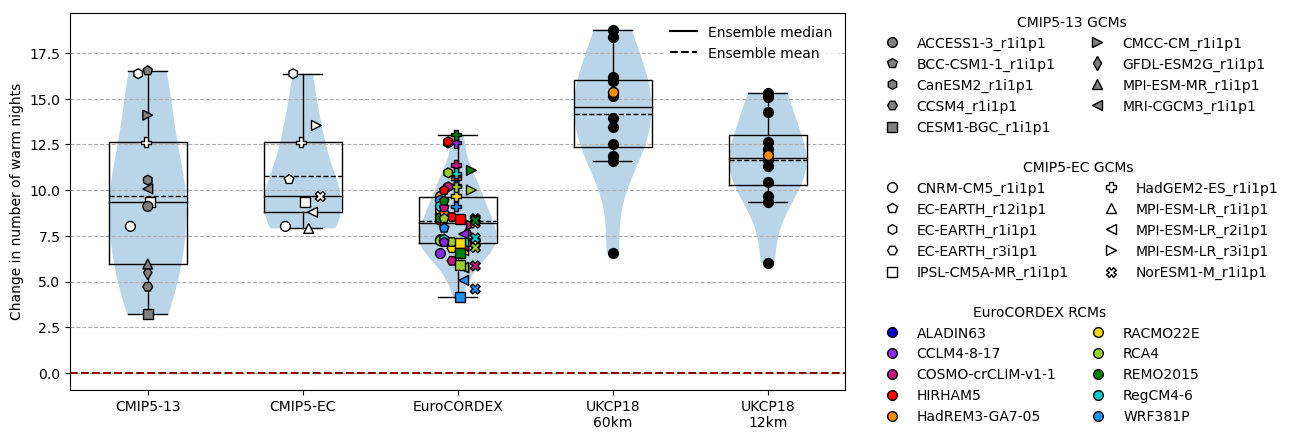 Change in number of warm nights
17.5
15.0
12.5
10.0
7.5
5.0
2.5
0.0
Ensemble median
Ensemble mean
CMIP5-13
CMIP5-EC
EuroCORDEX
UKCP18
60km
UKCP18
12km
CMIP5-13 GCMs
ACCESS1-3_r1i1p1
BCC-CSM1-1_r1i1p1
CanESM2_r1i1p1
CCSM4_r1i1p1
CESM1-BGC_r1i1p1
CMCC-CM_r1i1p1
GFDL-ESM2G_r1i1p1
MPI-ESM-MR_r1i1p1
MRI-CGCM3_r1i1p1
CMIP5-EC GCMs
CNRM-CM5_r1i1p1
EC-EARTH_r12i1p1
EC-EARTH_r1i1p1
EC-EARTH_r3i1p1
IPSL-CM5A-MR_r1i1p1
HadGEM2-ES_r1i1p1
MPI-ESM-LR_r1i1p1
MPI-ESM-LR_r2i1p1
MPI-ESM-LR_r3i1p1
NorESM1-M_r1i1p1
EuroCORDEX RCMs
ALADIN63
CCLM4-8-17
COSMO-crCLIM-v1-1
HIRHAM5
HadREM3-GA7-05
RACMO22E
RCA4
REMO2015
RegCM4-6
WRF381P